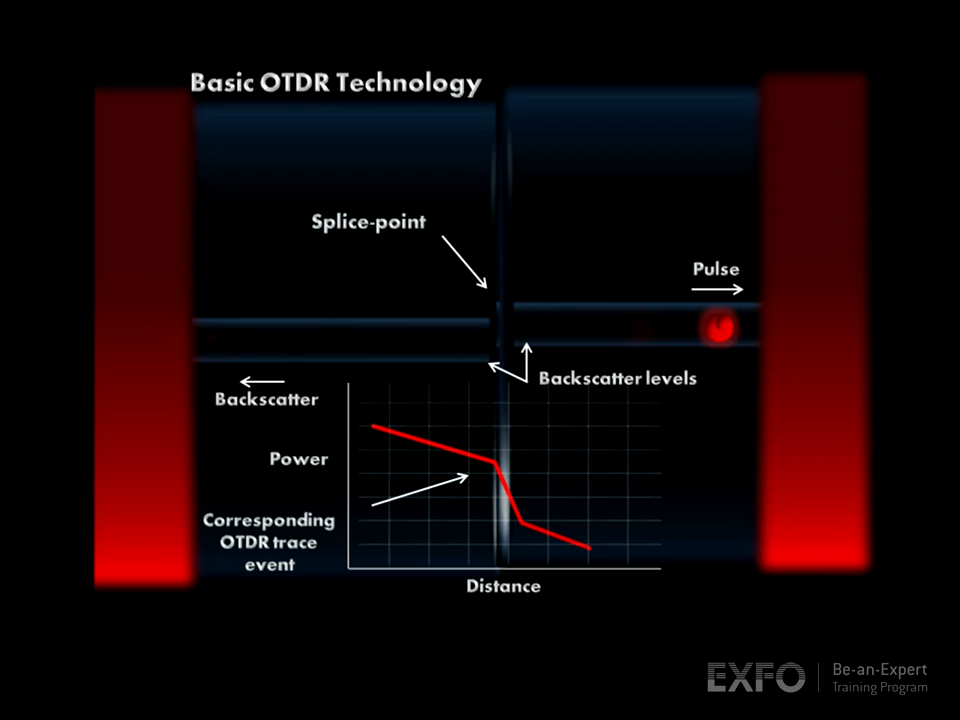 Basic OTDR Technology
Splice-point
Pulse
Backscatter levels
Backscatter
Power
Corresponding
OTDR trace
event
Distance
EXFO
Be-an-Expert
Training Program